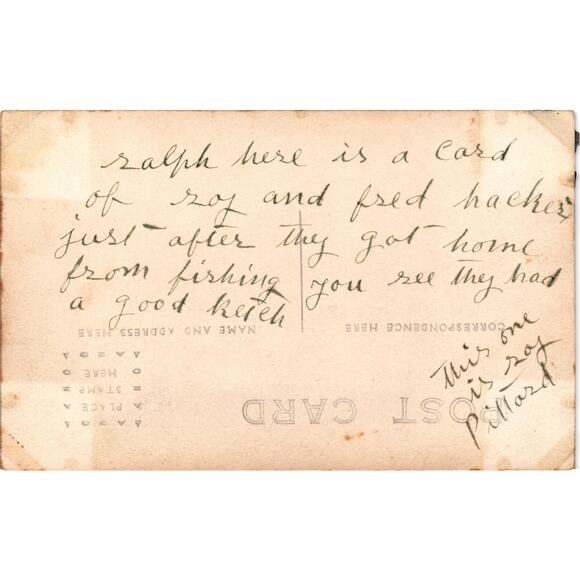 ralph here is a card
of roy and fred hacker
just after they got home
from fishing you see they had
a good ketch
This one
is roy
Pittard
CORRESPONDENCE HERE
NAME AND ADDRESS HERE
POST CARD
PLACE
STAMP
HERE